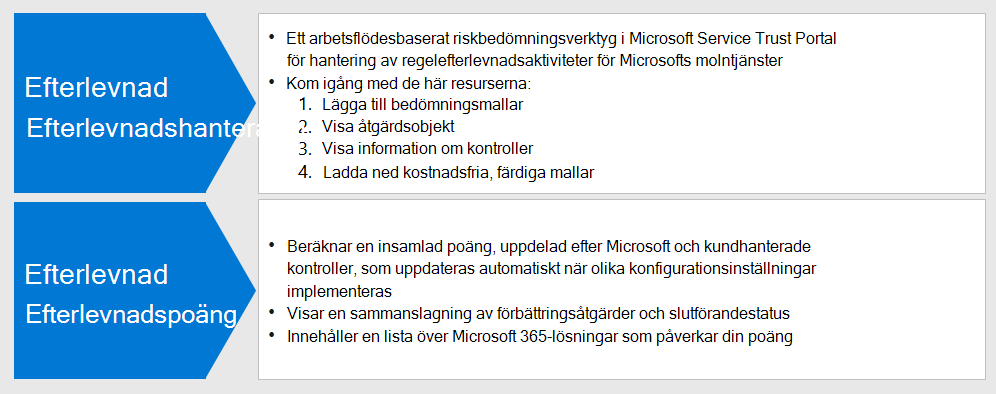 Efterlevnad
Efterlevnadshantera
• Ett arbetsflödesbaserat riskbedömningsverktyg i Microsoft Service Trust Portal
för hantering av regelefterlevnadsaktiviteter för Microsofts molntjänster
• Kom igång med de här resurserna:
1. Lägga till bedömningsmallar
2. Visa åtgärdsobjekt
3. Visa information om kontroller
4. Ladda ned kostnadsfria, färdiga mallar
Efterlevnad
Efterlevnadspoäng
• Beräknar en insamlad poäng, uppdelad efter Microsoft och kundhanterade
kontroller, som uppdateras automatiskt när olika konfigurationsinställningar
implementeras
• Visar en sammanslagning av förbättringsåtgärder och slutförandestatus
• Innehåller en lista över Microsoft 365-lösningar som påverkar din poäng